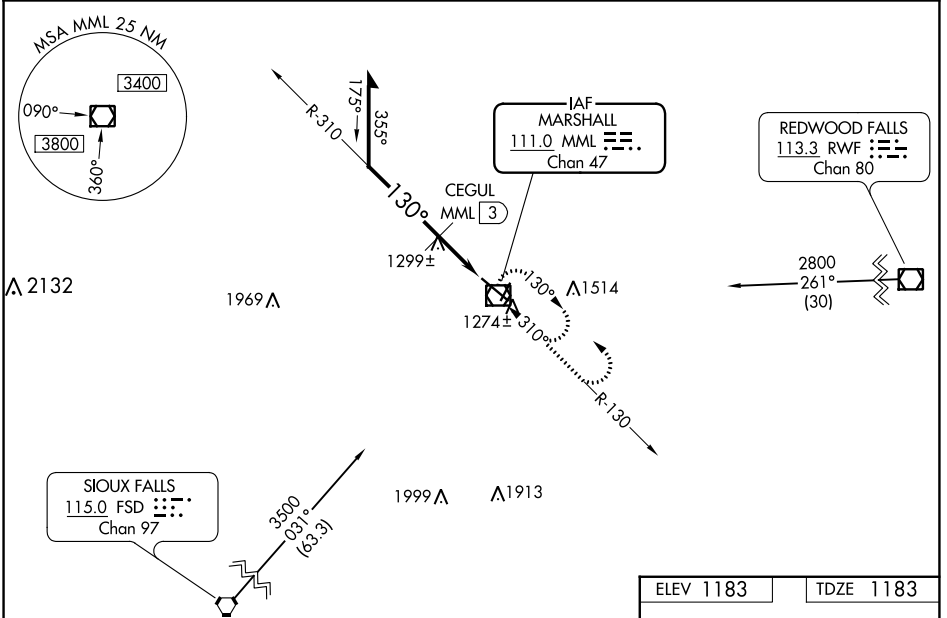 MSA MML 25 NM
3400
090°
3800
360°
R-310
175°
355°
130°
CEGUL
MML 3
1299±
IAF
MARSHALL
111.0 MML
Chan 47
REDWOOD FALLS
113.3 RWF
Chan 80
2800
261°
(30)
2132
1969
1274±
130°
310°
1514
R-130
SIOUX FALLS
115.0 FSD
Chan 97
3500
031°
(63.3)
1999
1913
ELEV 1183
TDZE 1183